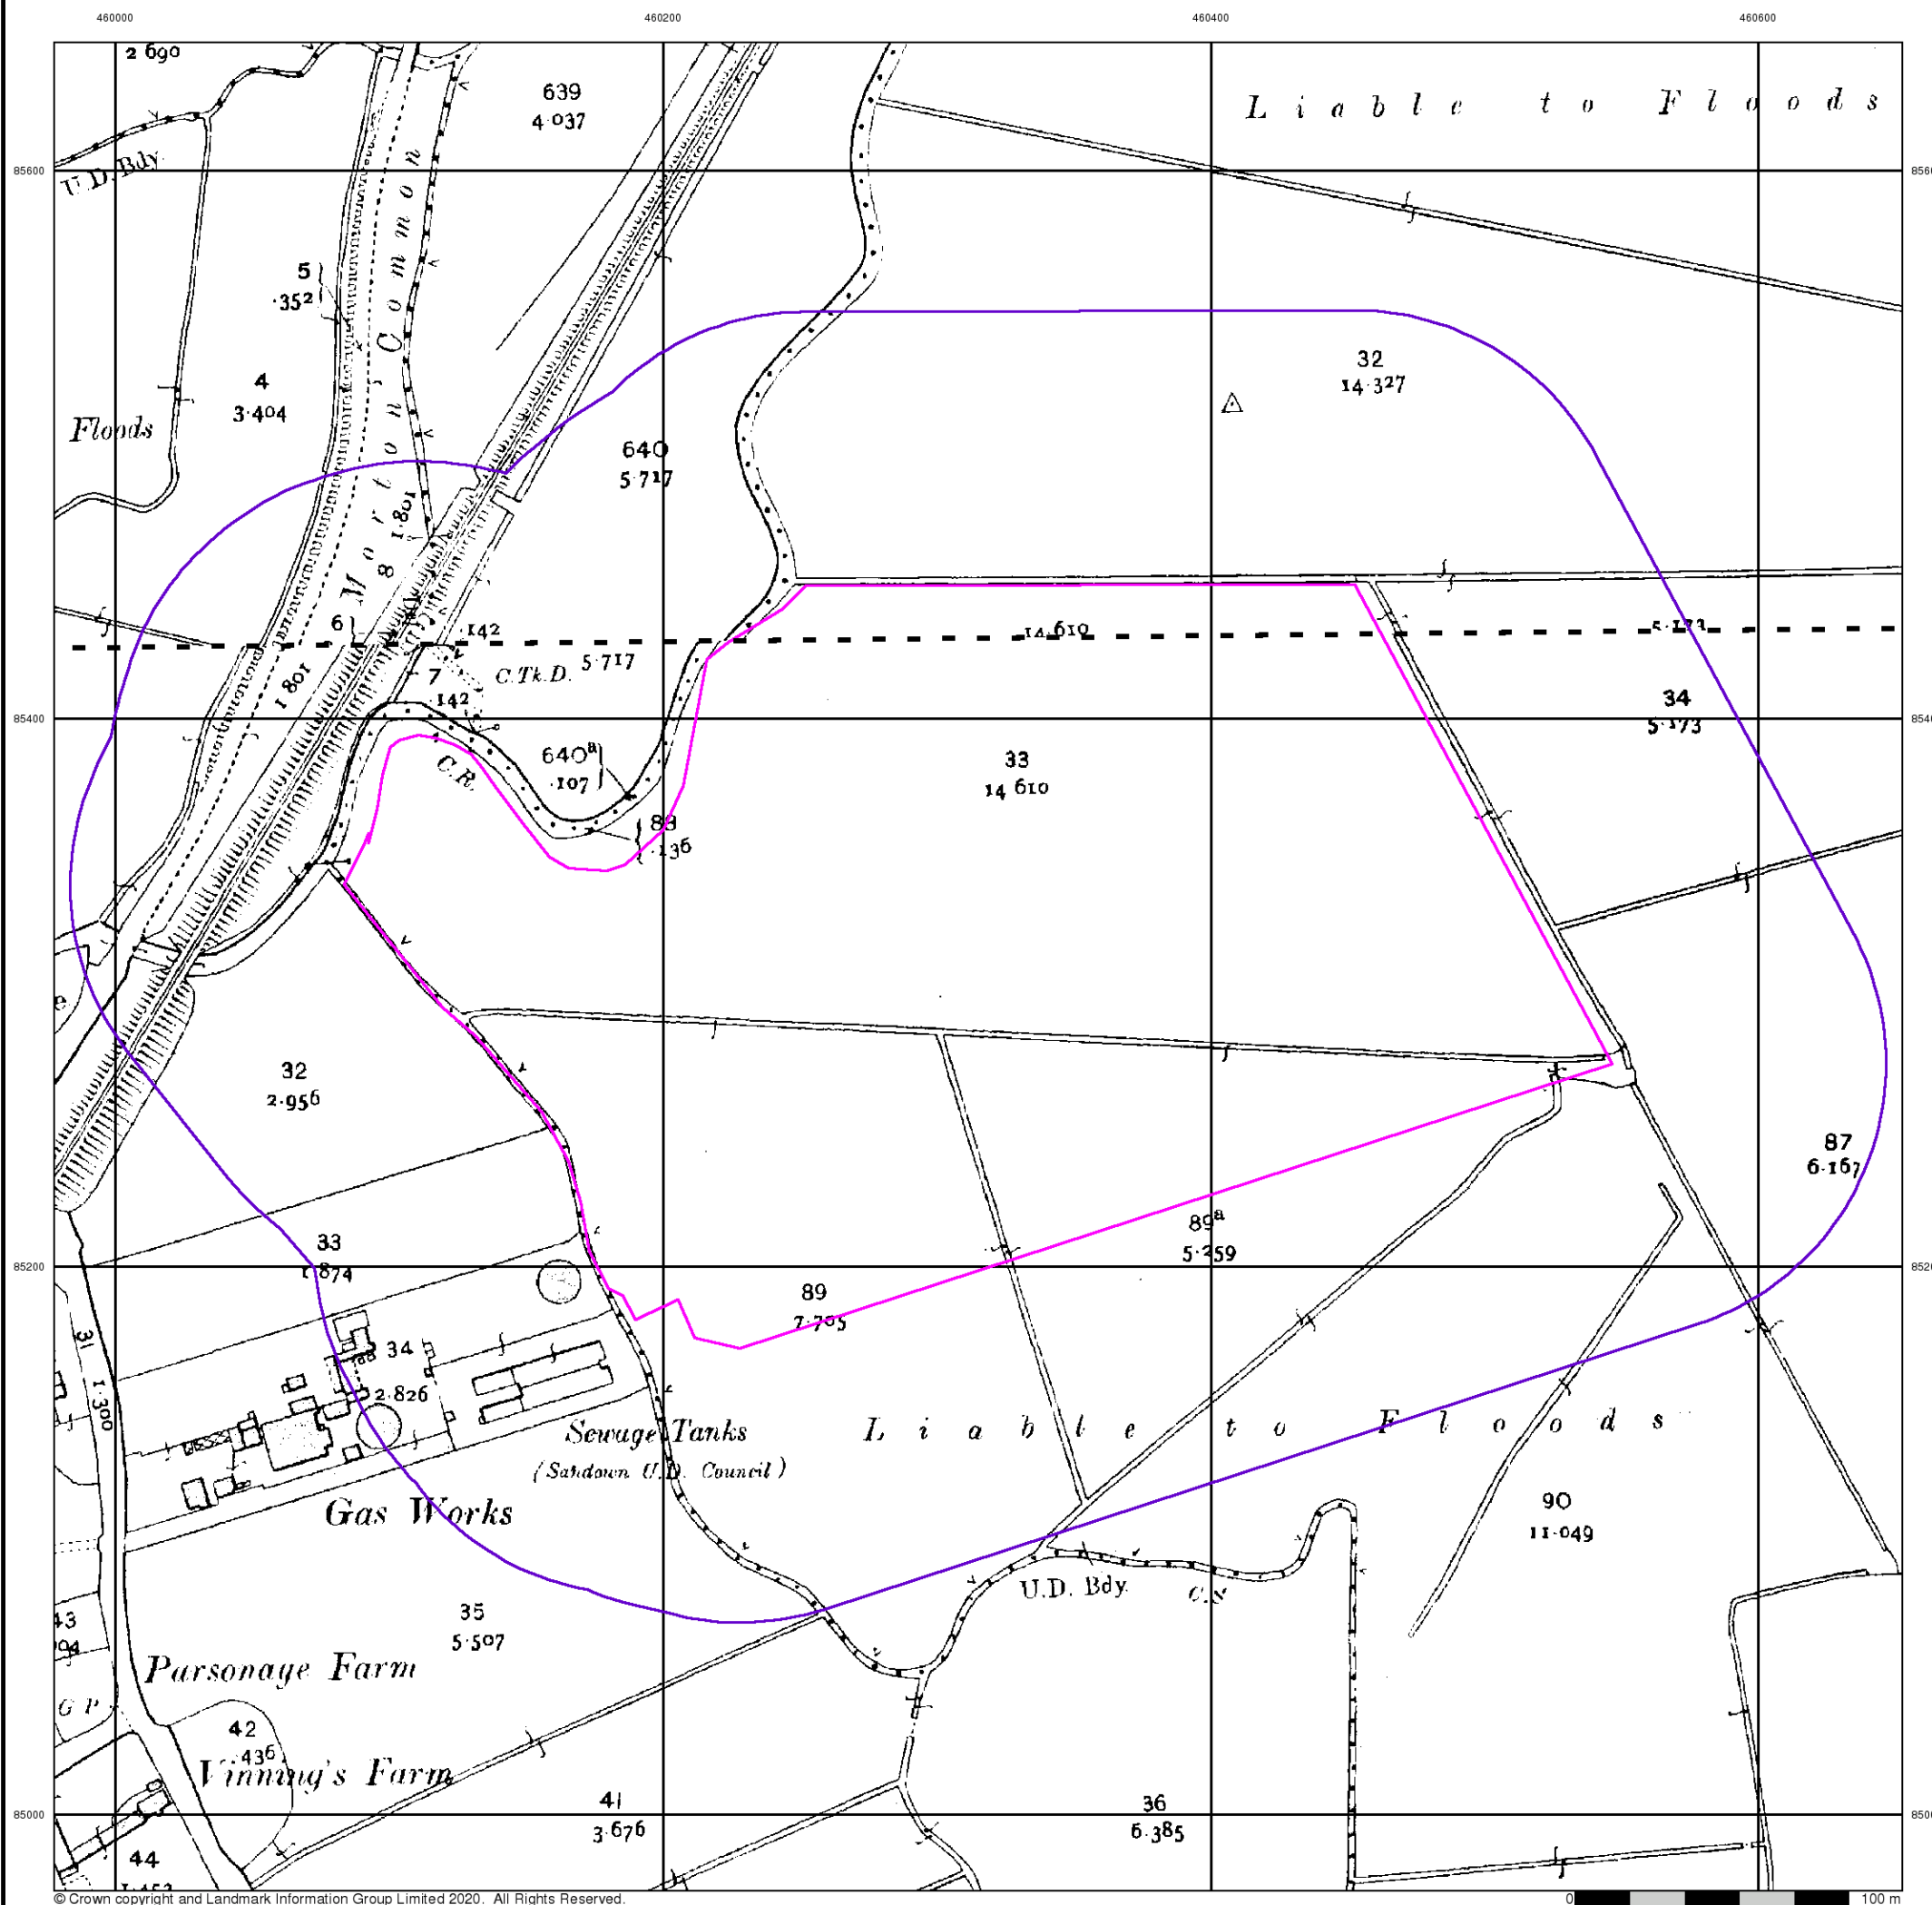 460000 460200 460400 460600
2 690
639
4·037
Liable to Floods
85600
U.D. Bdy.
Morton Common
5
·352
4
3·404
32
14·327
Floods
640
5·717
8
1·801
6
·142
14·610
5·173
5·717
C.Tk.D.
7
·142
1·801
34
5·173
85400
640a
·107
C.R.
33
14 610
88
·136
e
32
2·956
87
6·167
89a
5·259
33
1·874
85200
89
7·705
31
1·300
34
2·826
Sewage Tanks
(Sandown U.D. Council)
Liable to Floods
Gas Works
90
11·049
U.D. Bdy.
35
5·507
43
Parsonage Farm
G P
42
·436
Vinning's Farm
41
3·676
36
6·385
85000
44
© Crown copyright and Landmark Information Group Limited 2020. All Rights Reserved.
0 100 m